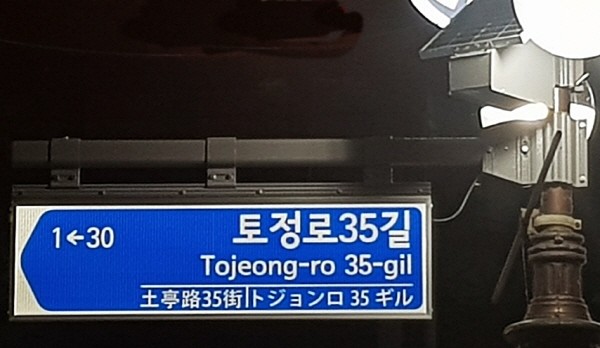 1←30
토정로35길
Tojeong-ro 35-gil
土亭路35街 トジョンロ 35 ギル